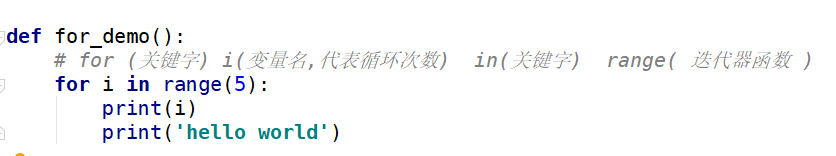 def for_demo():
# for (关键字) i(变量名,代表循环次数)  in(关键字)  range( 迭代器函数 )
for i in range(5):
print(i)
print('hello world')